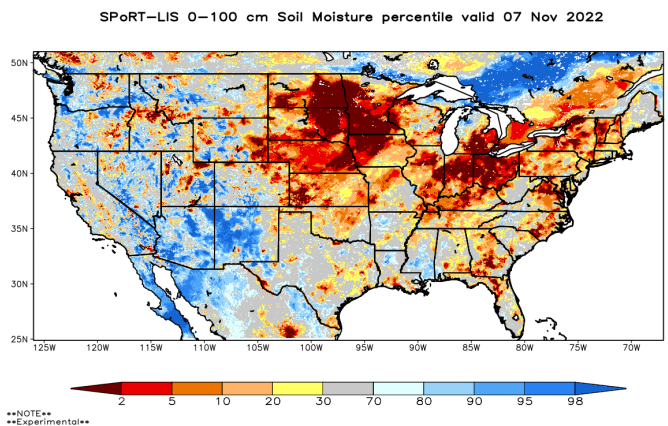 SPoRT-LIS 0-100 cm Soil Moisture percentile valid 07 Nov 2022
50N
45N
40N
35N
30N
25N
125W 120W 115W 110W 105W 100W 95W 90W 85W 80W 75W 70W
2 5 10 20 30 70 80 90 95 98
**NOTE**
**Experimental**